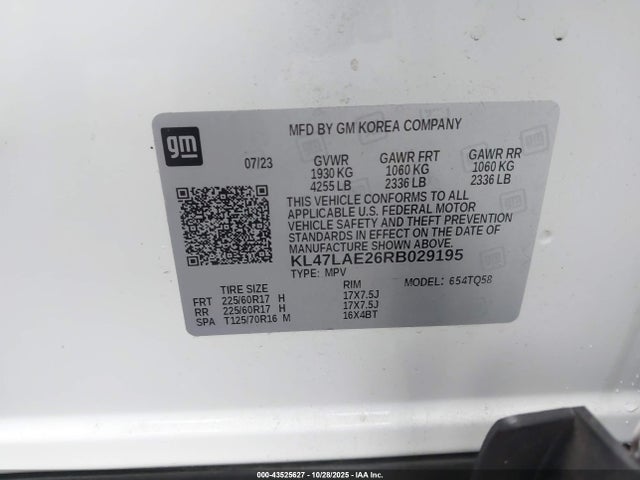 MFD BY GM KOREA COMPANY
gm
07/23 GVWR GAWR FRT GAWR RR
1930 KG 1060 KG 1060 KG
4255 LB 2336 LB 2336 LB
THIS VEHICLE CONFORMS TO ALL
APPLICABLE U.S. FEDERAL MOTOR
VEHICLE SAFETY AND THEFT PREVENTION
STANDARDS IN EFFECT ON THE DATE OF
MANUFACTURE SHOWN ABOVE.
KL47LAE26RB029195
TYPE: MPV MODEL: 654TQ58
TIRE SIZE RIM
FRT 225/60R17 H 17X7.5J
RR 225/60R17 H 17X7.5J
SPA T125/70R16 M 16X4BT
000-43525627 - 10/28/2025 - IAA, Inc.